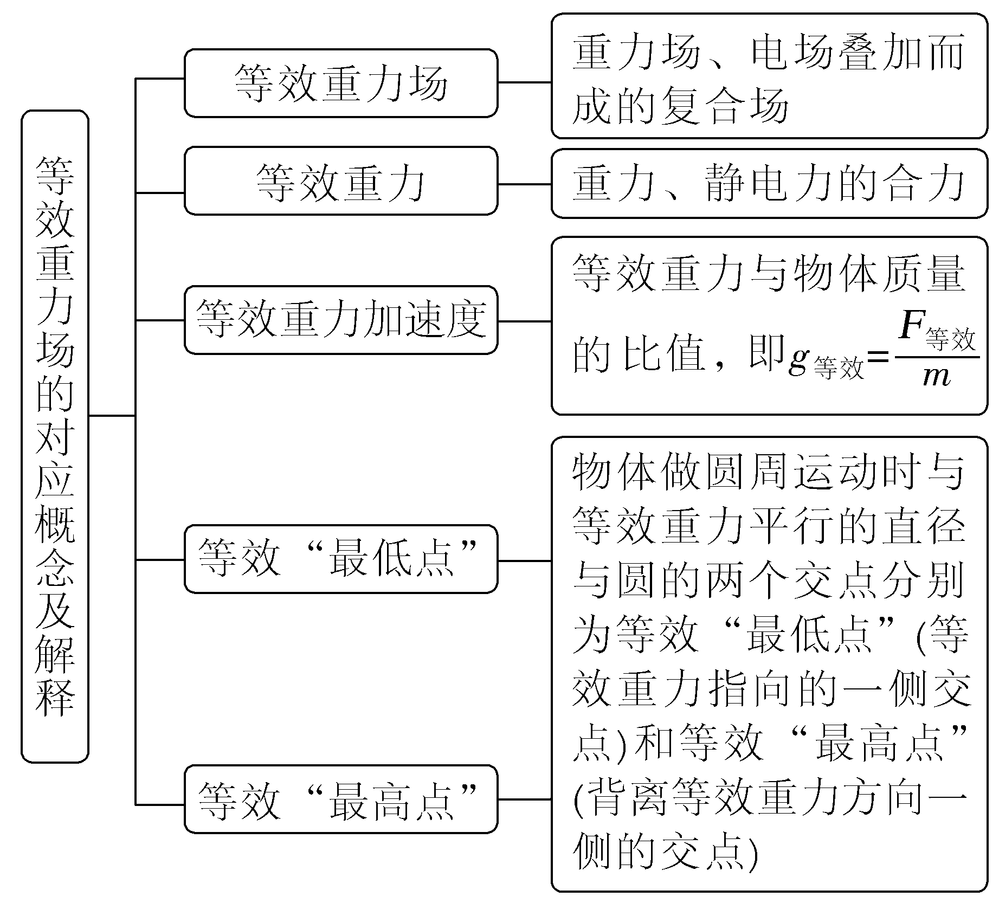 等效重力场的对应概念及解释
等效重力场
重力场、电场叠加而
成的复合场
等效重力
重力、静电力的合力
等效重力加速度
等效重力与物体质量
的比值，即g等效=F等效/m
等效“最低点”
等效“最高点”
物体做圆周运动时与
等效重力平行的直径
与圆的两个交点分别
为等效“最低点”(等
效重力指向的一侧交
点)和等效“最高点”
(背离等效重力方向一
侧的交点)